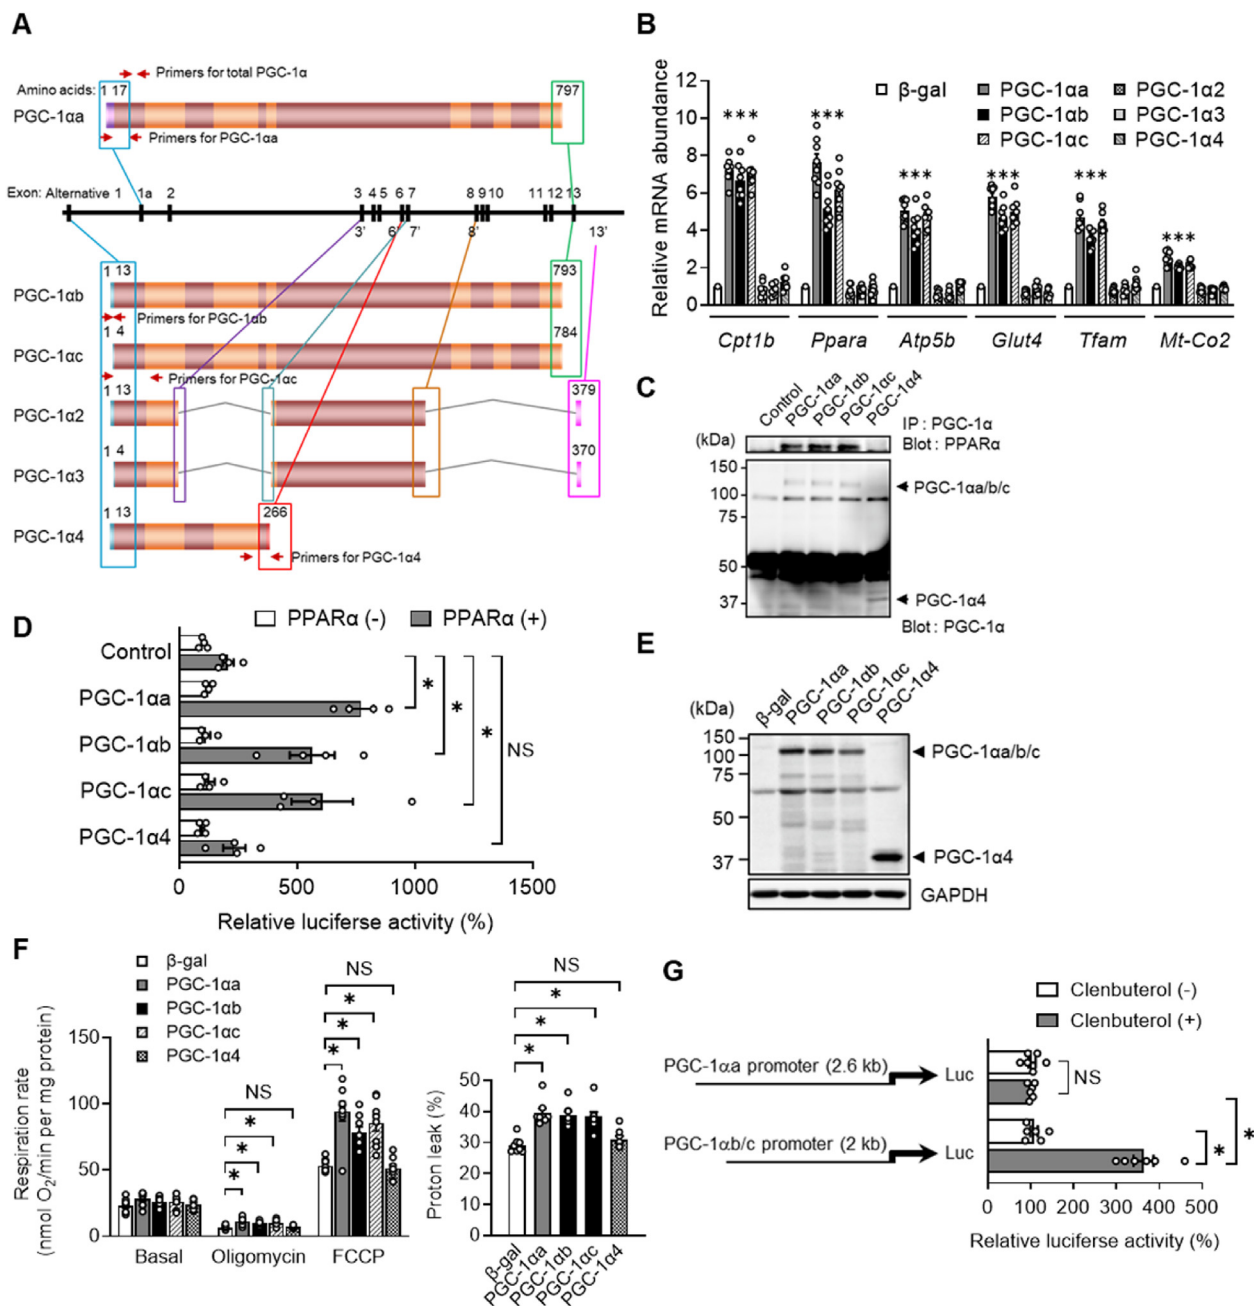 A
Primers for total PGC-1α
Amino acids: 1 17 797
PGC-1αa
Primers for PGC-1αa
Exon: Alternative 1 1a 2 3 4 5 6 7 8 9 10 11 12 13
3' 6' 7' 8' 13'
1 13 793
PGC-1αb
Primers for PGC-1αb
1 4 784
PGC-1αc
Primers for PGC-1αc
1 13 379
PGC-1α2
1 4 370
PGC-1α3
1 13 266
PGC-1α4
Primers for PGC-1α4
B
Relative mRNA abundance
12
10
8
6
4
2
0
β-gal
PGC-1αa
PGC-1αb
PGC-1αc
PGC-1α2
PGC-1α3
PGC-1α4
* * *
* * *
* * *
* * *
* * *
* * *
Cpt1b Ppara Atp5b Glut4 Tfam Mt-Co2
C
Control PGC-1αa PGC-1αb PGC-1αc PGC-1α4
(kDa)
IP : PGC-1α
Blot : PPARα
150
100
50
37
PGC-1αa/b/c
PGC-1α4
Blot : PGC-1α
D
PPARα (-) PPARα (+)
Control
PGC-1αa
PGC-1αb
PGC-1αc
PGC-1α4
* * * NS
0 500 1000 1500
Relative luciferse activity (%)
E
β-gal PGC-1αa PGC-1αb PGC-1αc PGC-1α4
(kDa)
150
100
75
50
37
PGC-1αa/b/c
PGC-1α4
GAPDH
F
β-gal
PGC-1αa
PGC-1αb
PGC-1αc
PGC-1α4
Respiration rate
(nmol O2/min per mg protein)
150
100
50
0
NS
*
*
*
NS
*
*
*
Basal Oligomycin FCCP
Proton leak (%)
50
40
30
20
10
0
NS
*
*
*
β-gal PGC-1αa PGC-1αb PGC-1αc PGC-1α4
G
Clenbuterol (-)
Clenbuterol (+)
PGC-1αa promoter (2.6 kb) Luc
NS
PGC-1αb/c promoter (2 kb) Luc
* *
0 100 200 300 400 500
Relative luciferse activity (%)